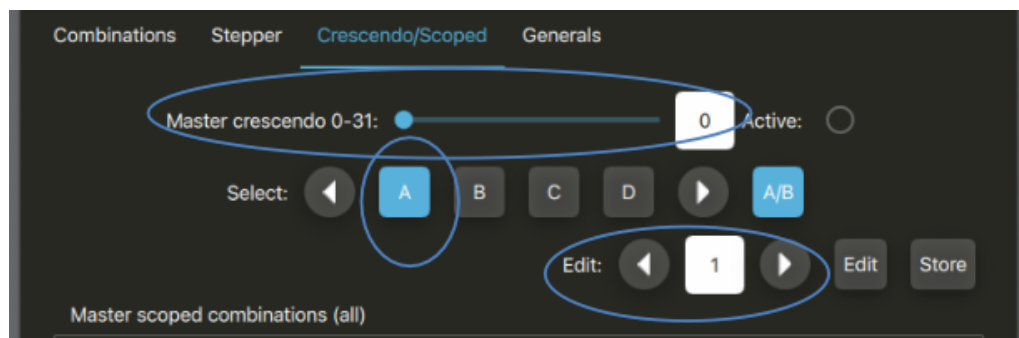 Combinations Stepper Crescendo/Scoped Generals
Master crescendo 0-31: 0 Active:
Select: A B C D A/B
Edit: 1 Edit Store
Master scoped combinations (all)